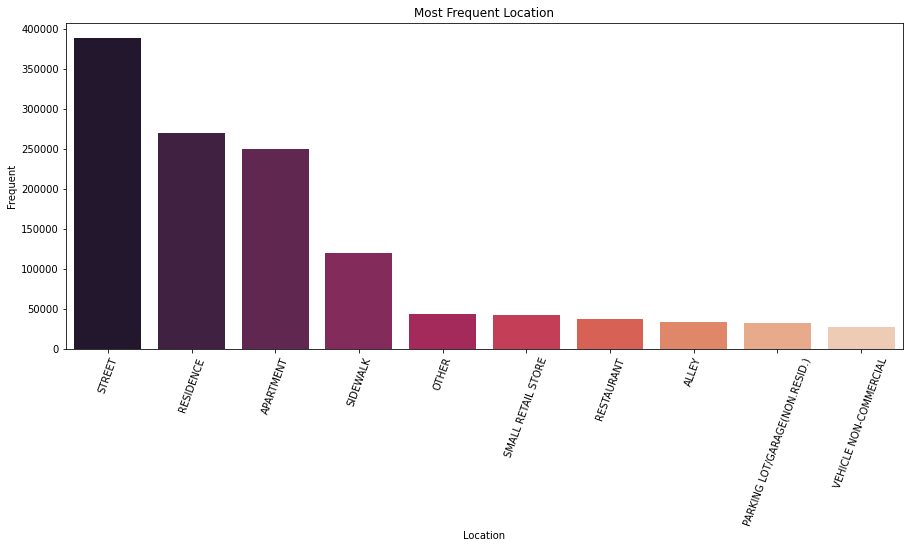 Most Frequent Location
Frequent
400000
350000
300000
250000
200000
150000
100000
50000
0
STREET
RESIDENCE
APARTMENT
SIDEWALK
OTHER
SMALL RETAIL STORE
RESTAURANT
ALLEY
PARKING LOT/GARAGE(NON.RESID.)
VEHICLE NON-COMMERCIAL
Location